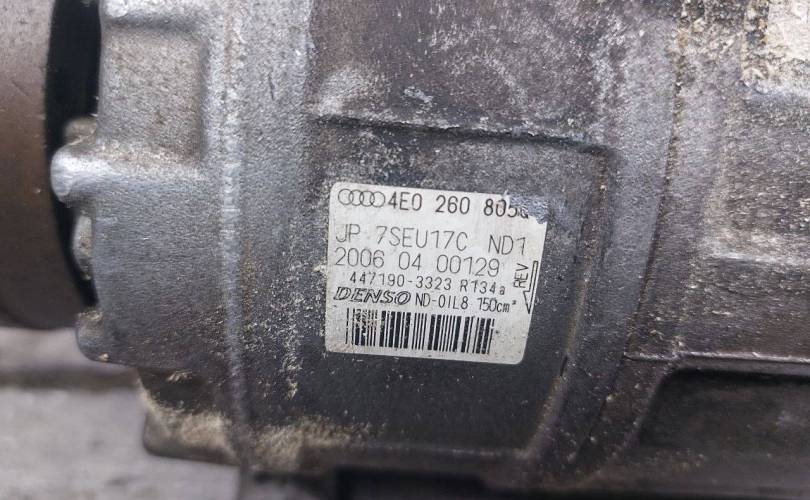 4E0 260 805
JP 7SEU17C ND1
2006 04 00129
447190-3323 R134a
DENSO ND-OIL8 150cm³
REV